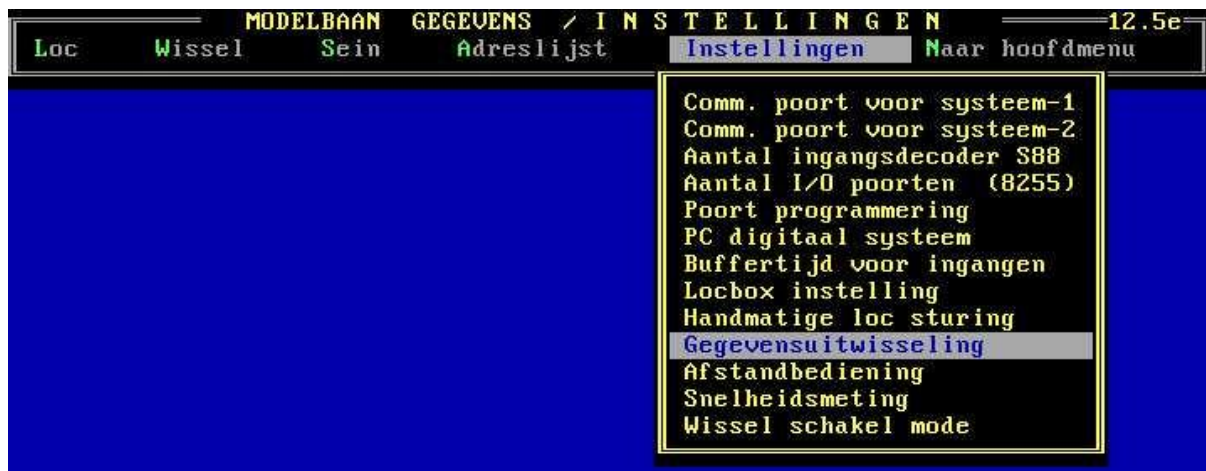 MODELBAAN GEGEVENS / I N S T E L L I N G E N 12.5e
Loc Wissel Sein Adreslijst Instellingen Naar hoofdmenu
Comm. poort voor systeem-1
Comm. poort voor systeem-2
Aantal ingangsdecoder S88
Aantal I/O poorten (8255)
Poort programmering
PC digitaal systeem
Buffertijd voor ingangen
Locbox instelling
Handmatige loc sturing
Gegevensuitwisseling
Afstandbediening
Snelheidsmeting
Wissel schakel mode